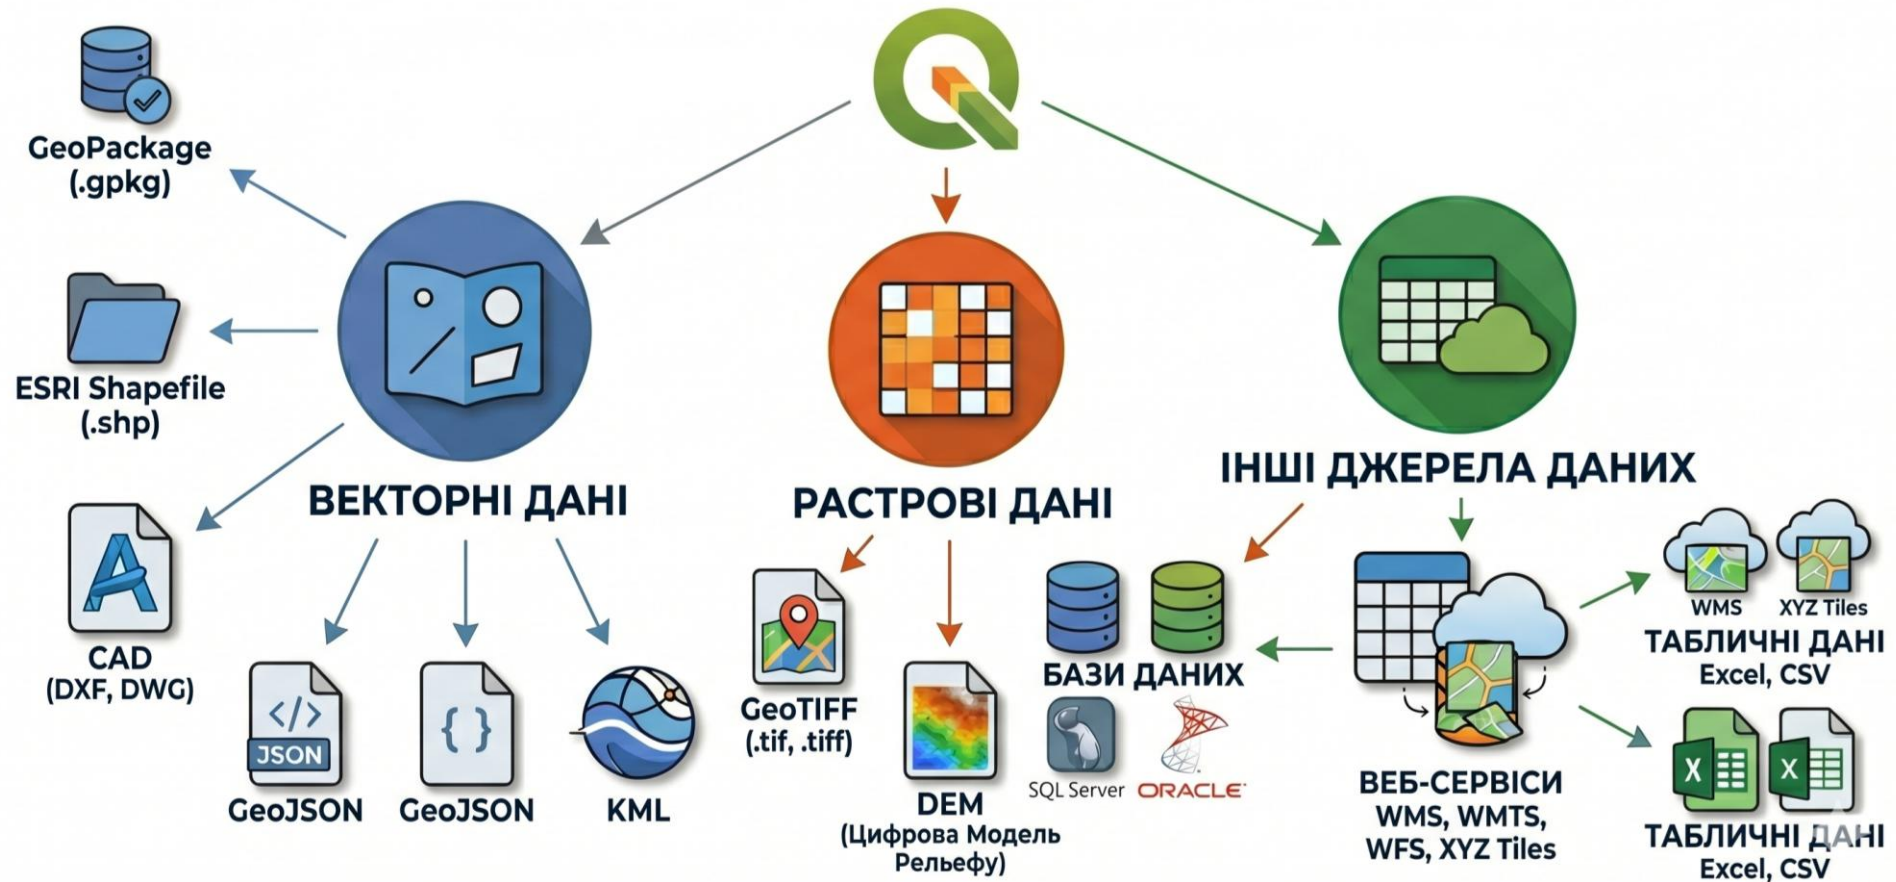 GeoPackage
(.gpkg)
ESRI Shapefile
(.shp)
CAD
(DXF, DWG)
ВЕКТОРНІ ДАНІ
JSON
GeoJSON
GeoJSON
KML
РАСТРОВІ ДАНІ
GeoTIFF
(.tif, .tiff)
DEM
(Цифрова Модель
Рельефу)
ІНШІ ДЖЕРЕЛА ДАНИХ
БАЗИ ДАНИХ
SQL Server
ORACLE
ВЕБ-СЕРВІСИ
WMS, WMTS,
WFS, XYZ Tiles
WMS
XYZ Tiles
ТАБЛИЧНІ ДАНІ
Excel, CSV
X
X
ТАБЛИЧНІ ДАНІ
Excel, CSV